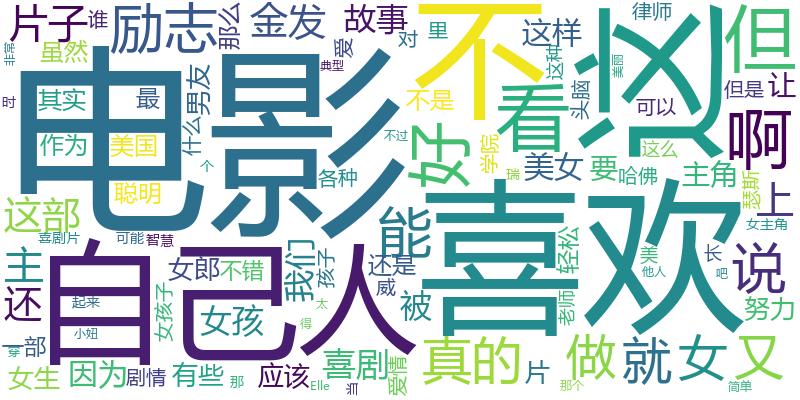 片子
谁
励志
那么
金发
故事
爱
对
里
不
这样
这
律师
但
非常
虽然
电影
什么
男友
典型
看
这种
头脑
美丽
但是
让
时
其实
最
不是
好
可以
啊
作为
美国
不过
学院
这么
聪明
个
各种
瑞
美女
要
哈佛
主角
瑟斯
上
这部
能
喜欢
女主角
喜剧片
可能
智慧
自己
人
我们
孩子
还是
轻松
美
长
说
主
女郎
不错
威
他人
吧
还
起来
女孩子
女孩
太
被
老师
努力
小妞
得
一部
穿
真的
做
就
女
又
女生
因为
剧情
有些
那
应该
喜剧
Elle
当
爱情
片
那个
简单